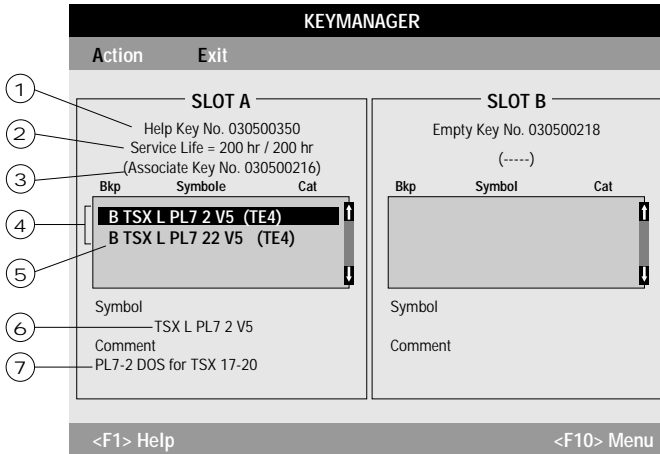 KEYMANAGER
Action Exit
SLOT A
1 Help Key No. 030500350
2 Service Life = 200 hr / 200 hr
3 (Associate Key No. 030500216)
Bkp Symbole Cat
4 B TSX L PL7 2 V5 (TE4)
5 B TSX L PL7 22 V5 (TE4)
Symbol
6 TSX L PL7 2 V5
Comment
7 PL7-2 DOS for TSX 17-20
SLOT B
Empty Key No. 030500218
(-----)
Bkp Symbol Cat
Symbol
Comment
<F1> Help <F10> Menu